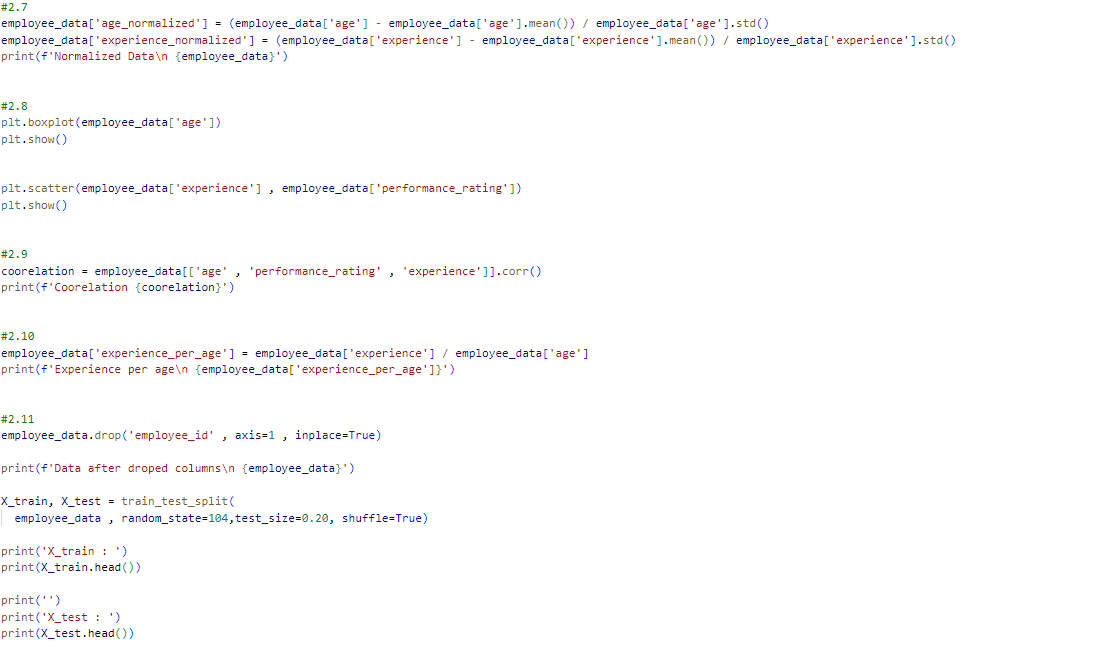 #2.7
employee_data['age_normalized'] = (employee_data['age'] - employee_data['age'].mean()) / employee_data['age'].std()
employee_data['experience_normalized'] = (employee_data['experience'] - employee_data['experience'].mean()) / employee_data['experience'].std()
print(f'Normalized Data\n {employee_data}')
#2.8
plt.boxplot(employee_data['age'])
plt.show()
plt.scatter(employee_data['experience'] , employee_data['performance_rating'])
plt.show()
#2.9
coorelation = employee_data[['age' , 'performance_rating' , 'experience']].corr()
print(f'Coorelation {coorelation}')
#2.10
employee_data['experience_per_age'] = employee_data['experience'] / employee_data['age']
print(f'Experience per age\n {employee_data['experience_per_age']}')
#2.11
employee_data.drop('employee_id' , axis=1 , inplace=True)
print(f'Data after droped columns\n {employee_data}')
X_train, X_test = train_test_split(
  employee_data , random_state=104,test_size=0.20, shuffle=True)
print('X_train : ')
print(X_train.head())
print('')
print('X_test : ')
print(X_test.head())